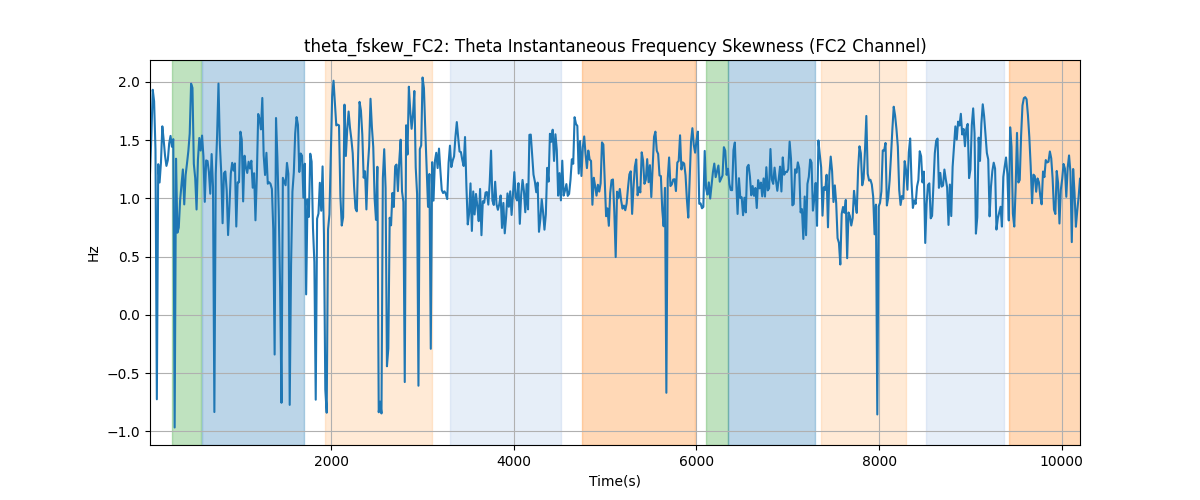 theta_fskew_FC2: Theta Instantaneous Frequency Skewness (FC2 Channel)
2.0
1.5
1.0
0.5
0.0
−0.5
−1.0
Hz
2000 4000 6000 8000 10000
Time(s)